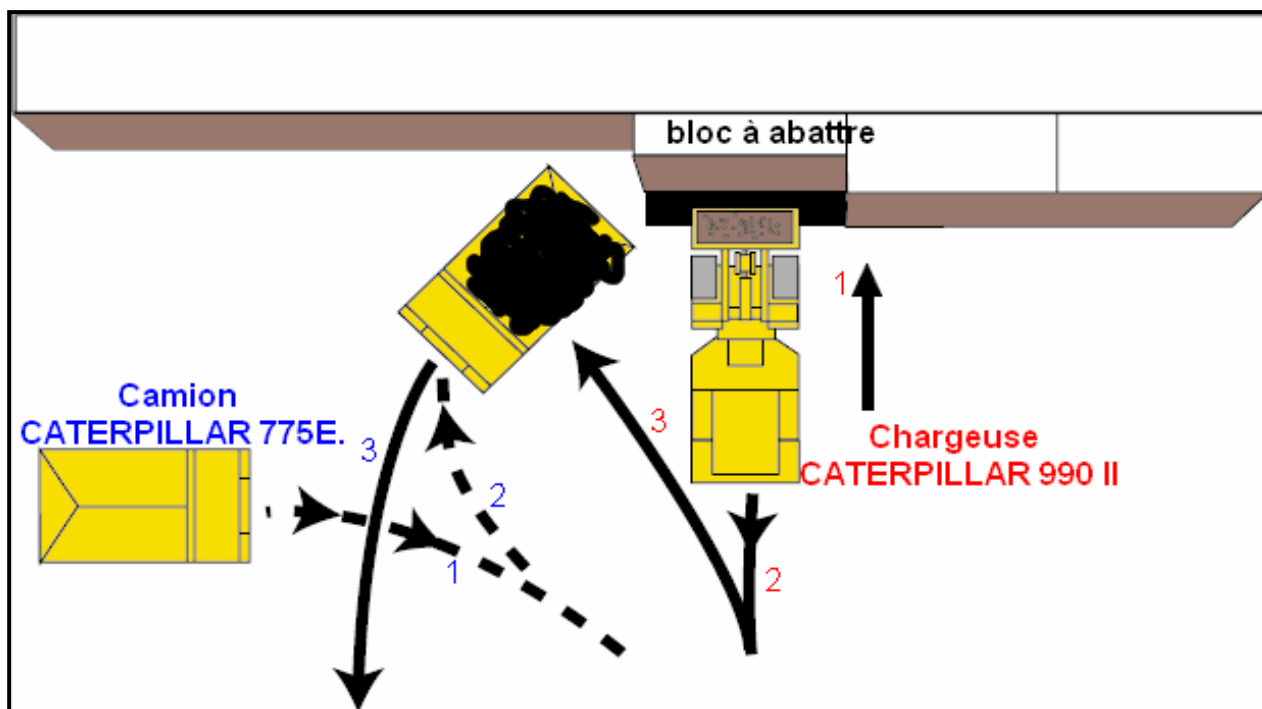 bloc à abattre
1
Camion
CATERPILLAR 775E.
3
3
Chargeuse
CATERPILLAR 990 II
2
1
2